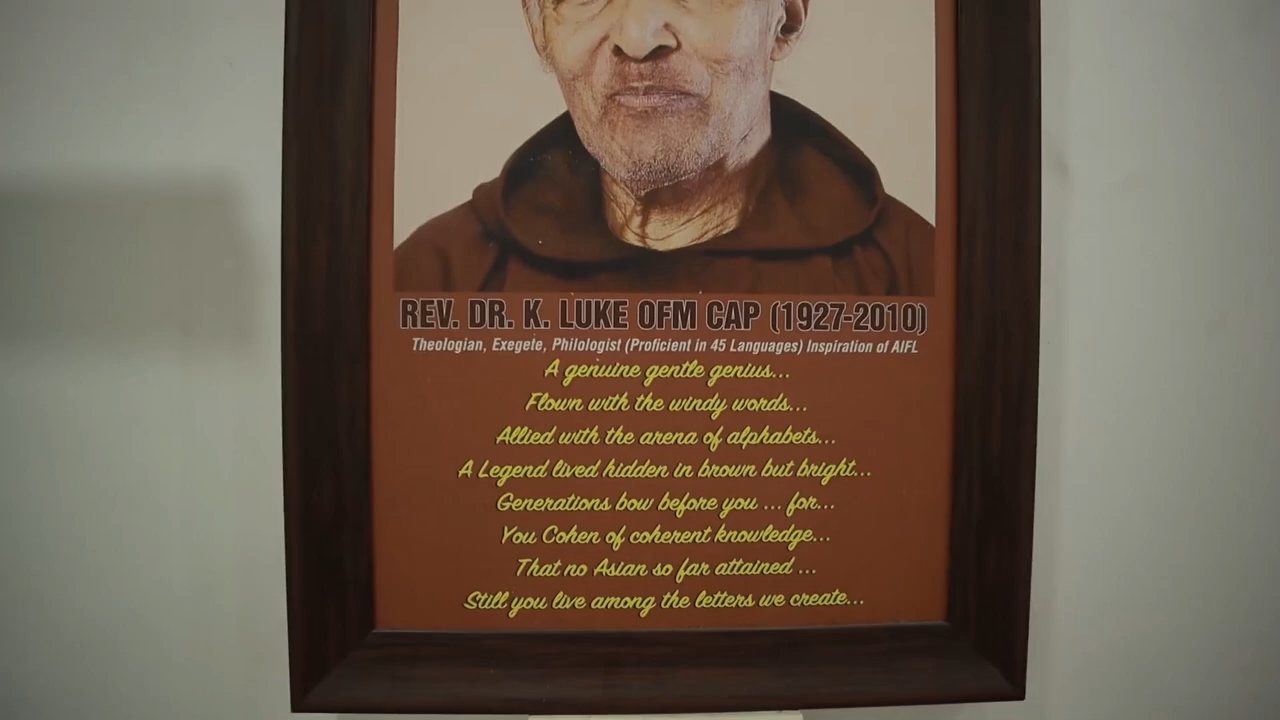 REV. DR. K. LUKE OFM CAP (1927-2010)
Theologian, Exegete, Philologist (Proficient in 45 Languages) Inspiration of AIFL
A genuine gentle genius...
Flown with the windy words...
Allied with the arena of alphabets...
A Legend lived hidden in brown but bright...
Generations bow before you ... for...
You Cohen of coherent knowledge...
That no Asian so far attained ...
Still you live among the letters we create...